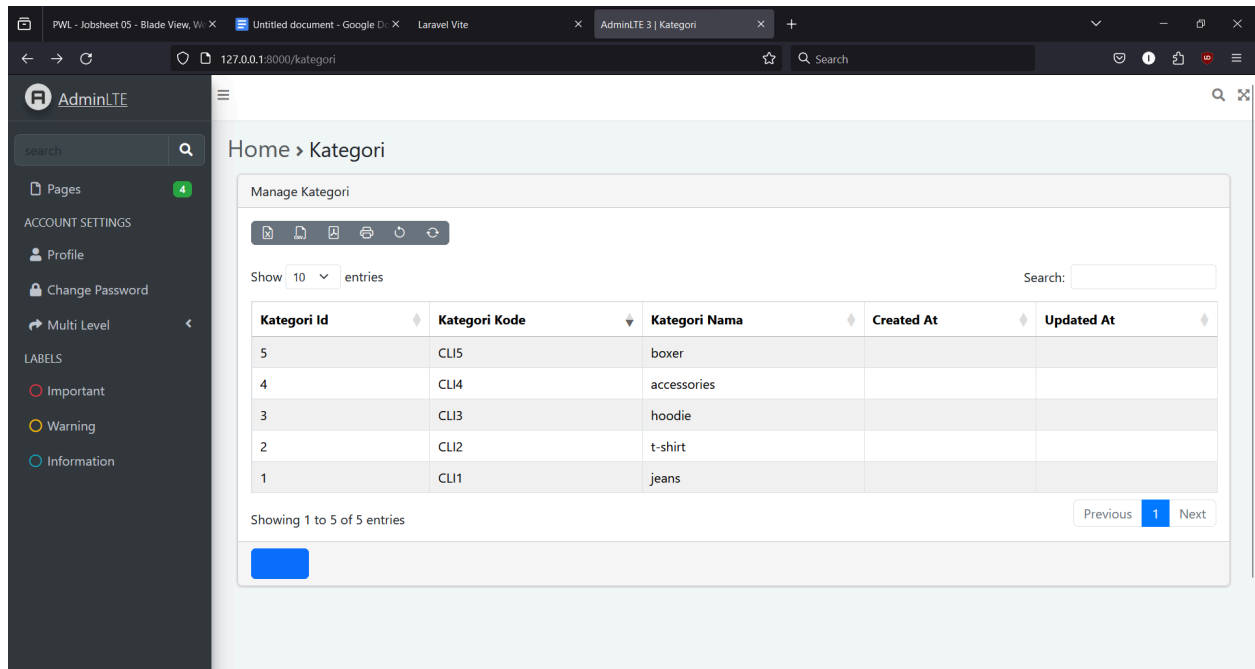 PWL - Jobsheet 05 - Blade View, W
Untitled document - Google Do
Laravel Vite
AdminLTE 3 | Kategori
127.0.0.1:8000/kategori
Search
AdminLTE
search
Pages 4
ACCOUNT SETTINGS
Profile
Change Password
Multi Level
LABELS
Important
Warning
Information
Home › Kategori
Manage Kategori
Show 10 entries
Search:
Kategori Id Kategori Kode Kategori Nama Created At Updated At
5 CLI5 boxer
4 CLI4 accessories
3 CLI3 hoodie
2 CLI2 t-shirt
1 CLI1 jeans
Showing 1 to 5 of 5 entries
Previous 1 Next